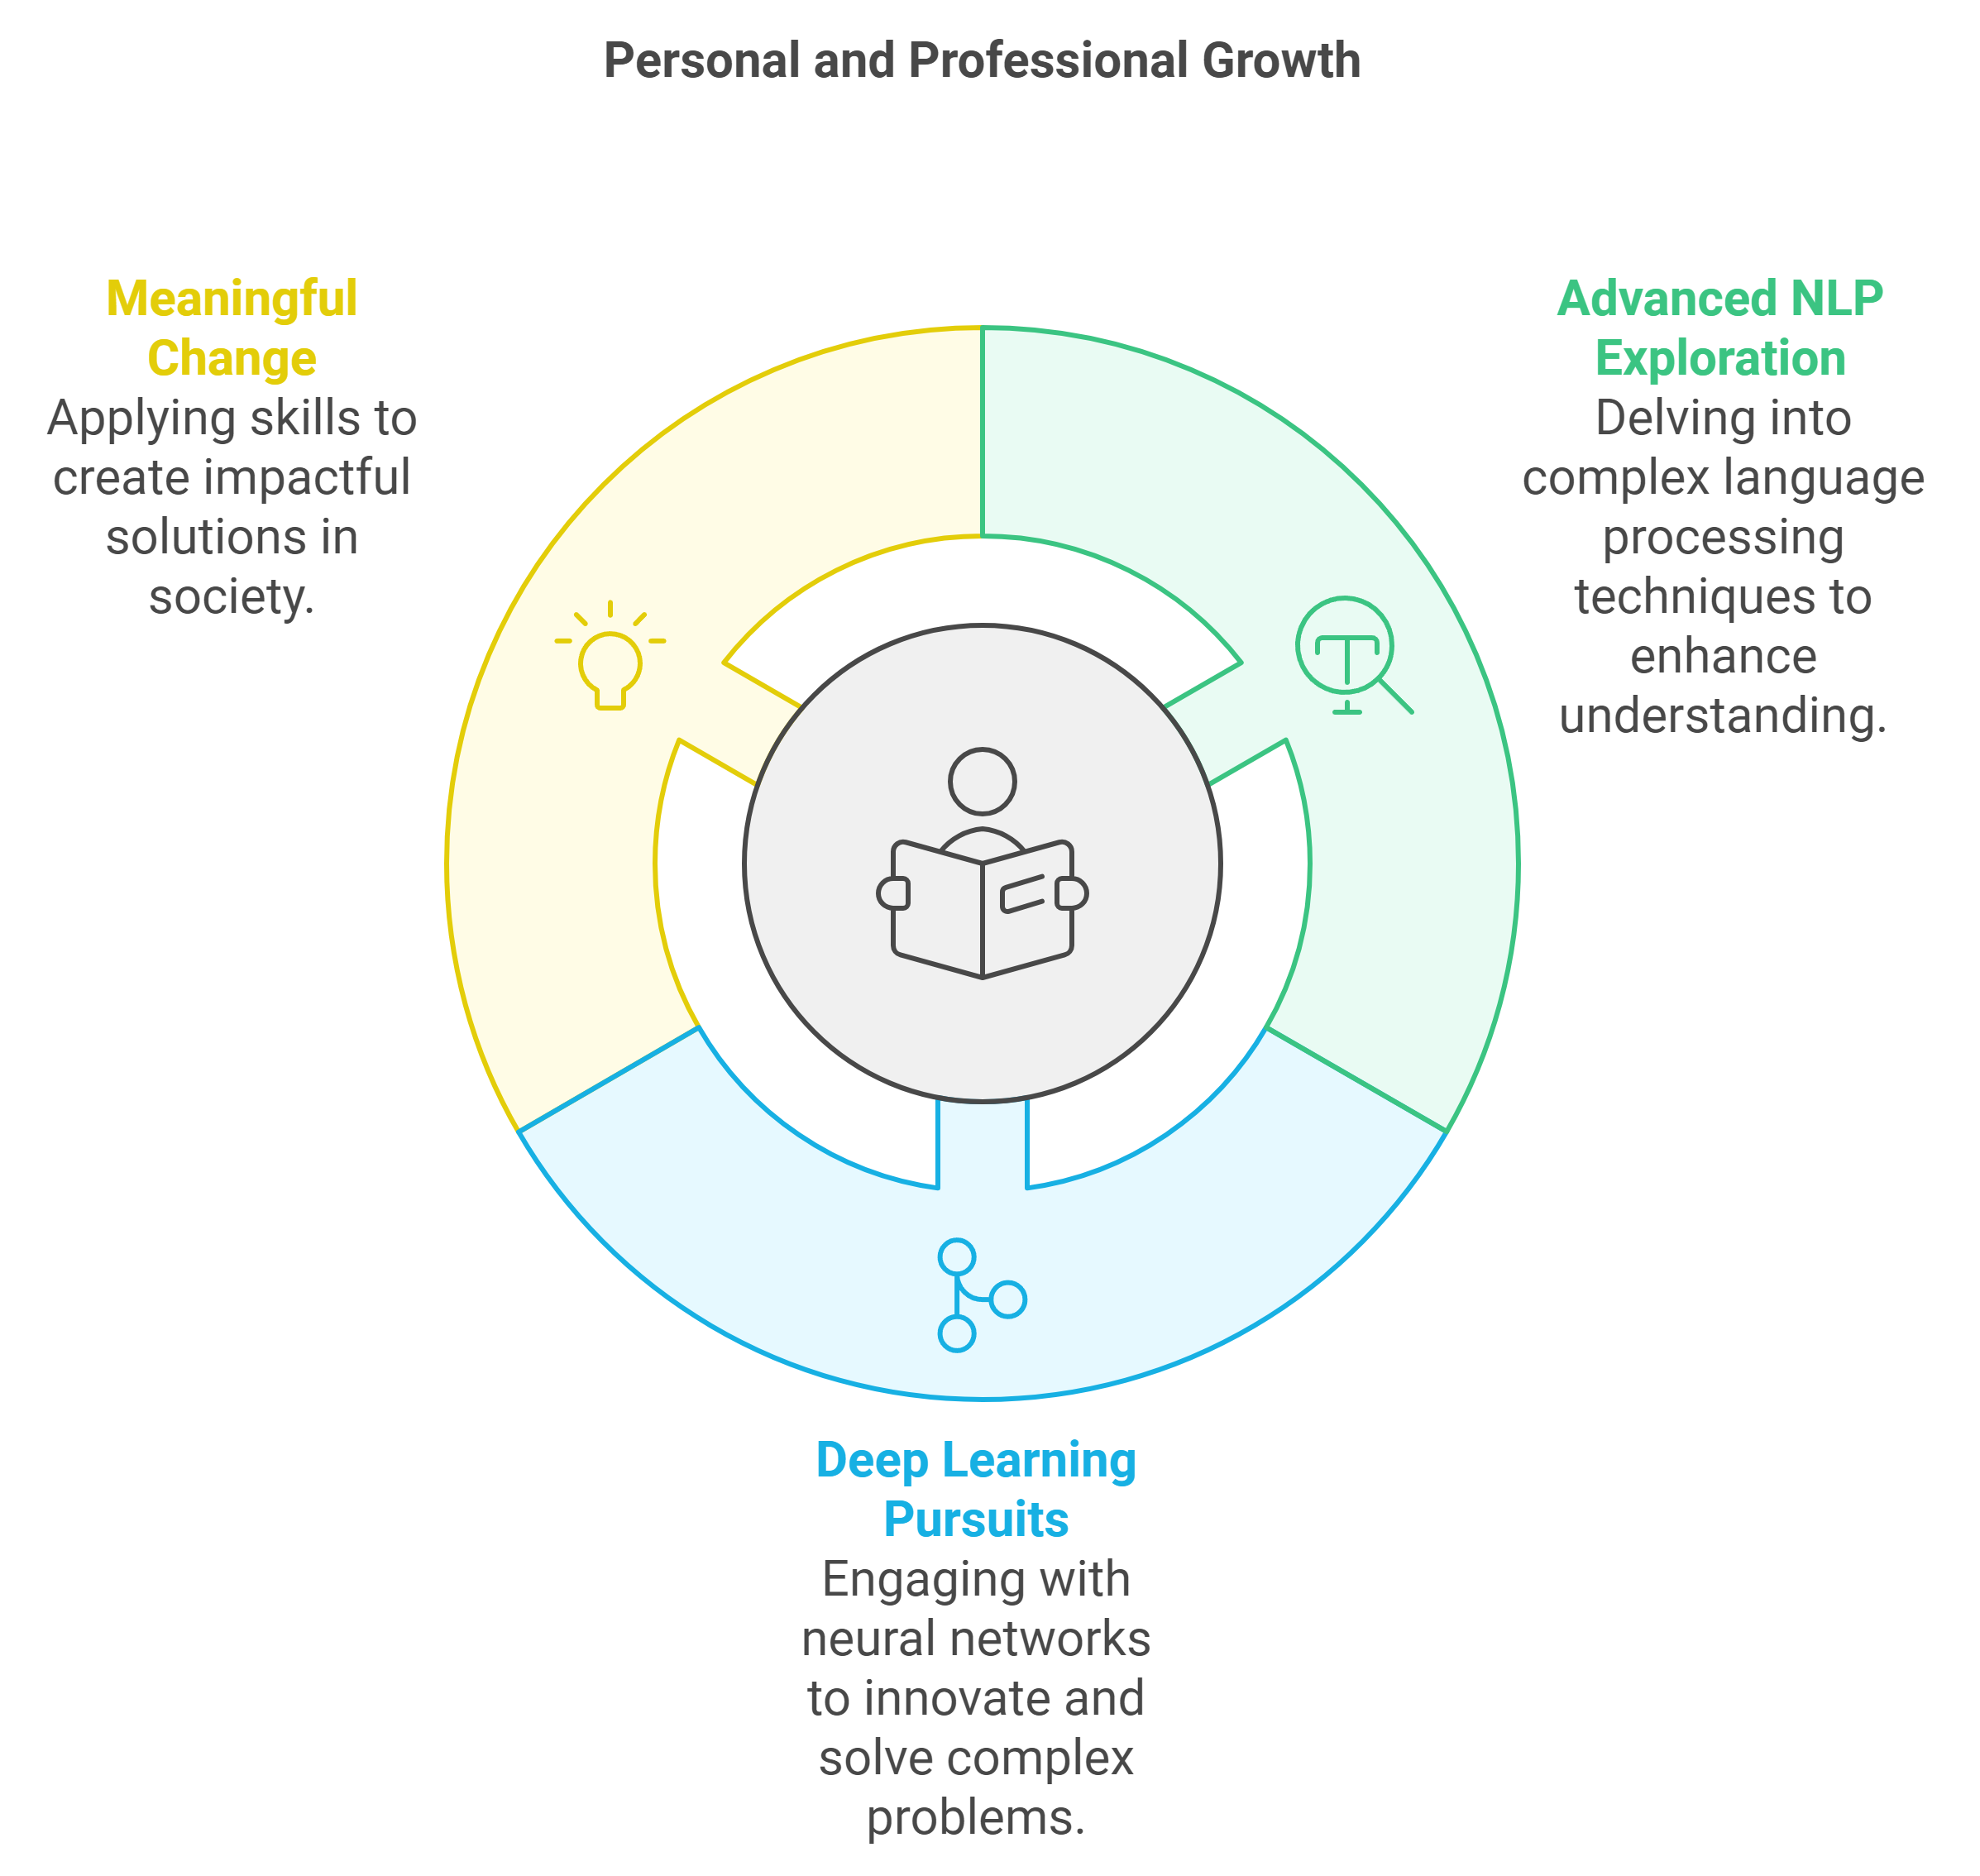 Personal and Professional Growth
Meaningful
Change
Applying skills to
create impactful
solutions in
society.
Advanced NLP
Exploration
Delving into
complex language
processing
techniques to
enhance
understanding.
Deep Learning
Pursuits
Engaging with
neural networks
to innovate and
solve complex
problems.